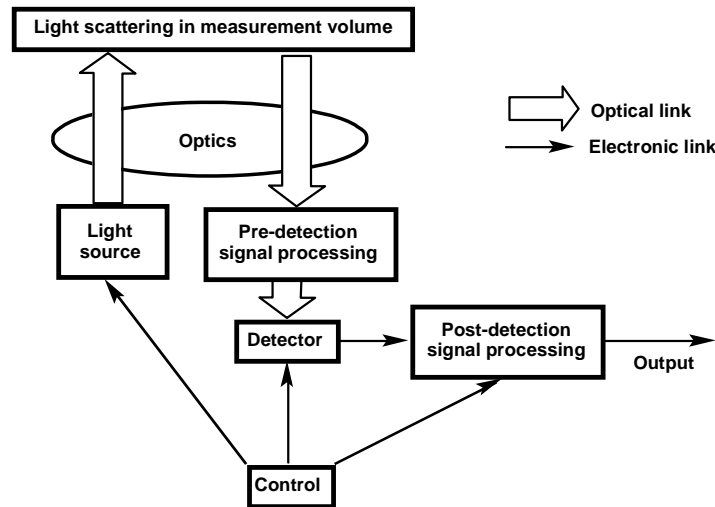 Light scattering in measurement volume
Optical link
Electronic link
Optics
Light
source
Pre-detection
signal processing
Detector
Post-detection
signal processing
Output
Control